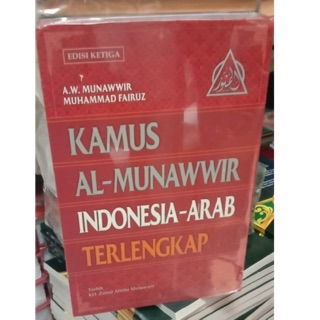 EDISI KETIGA
A.W. MUNAWWIR
MUHAMMAD FAIRUZ
KAMUS
AL-MUNAWWIR
INDONESIA-ARAB
TERLENGKAP